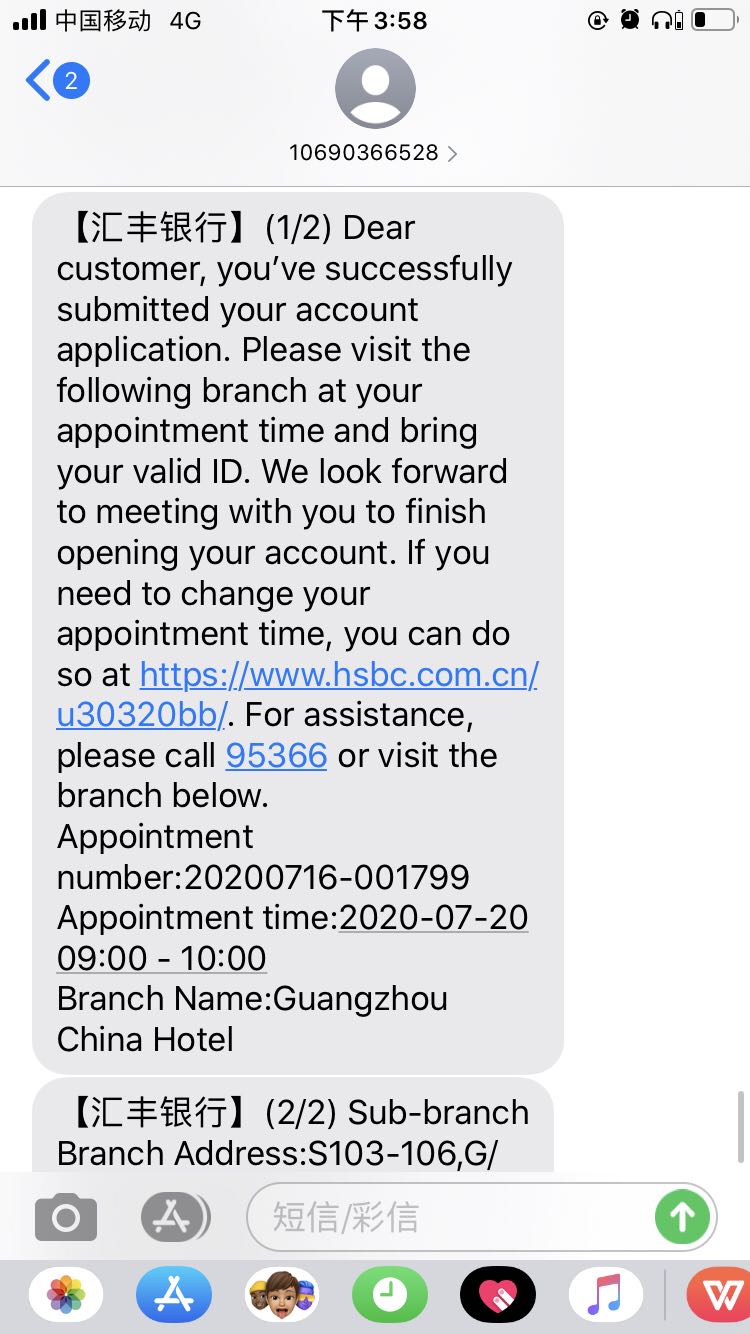 中国移动 4G 下午3:58
2
10690366528
【汇丰银行】(1/2) Dear
customer, you’ve successfully
submitted your account
application. Please visit the
following branch at your
appointment time and bring
your valid ID. We look forward
to meeting with you to finish
opening your account. If you
need to change your
appointment time, you can do
so at https://www.hsbc.com.cn/
u30320bb/. For assistance,
please call 95366 or visit the
branch below.
Appointment
number:20200716-001799
Appointment time:2020-07-20
09:00 - 10:00
Branch Name:Guangzhou
China Hotel
【汇丰银行】(2/2) Sub-branch
Branch Address:S103-106,G/
短信/彩信